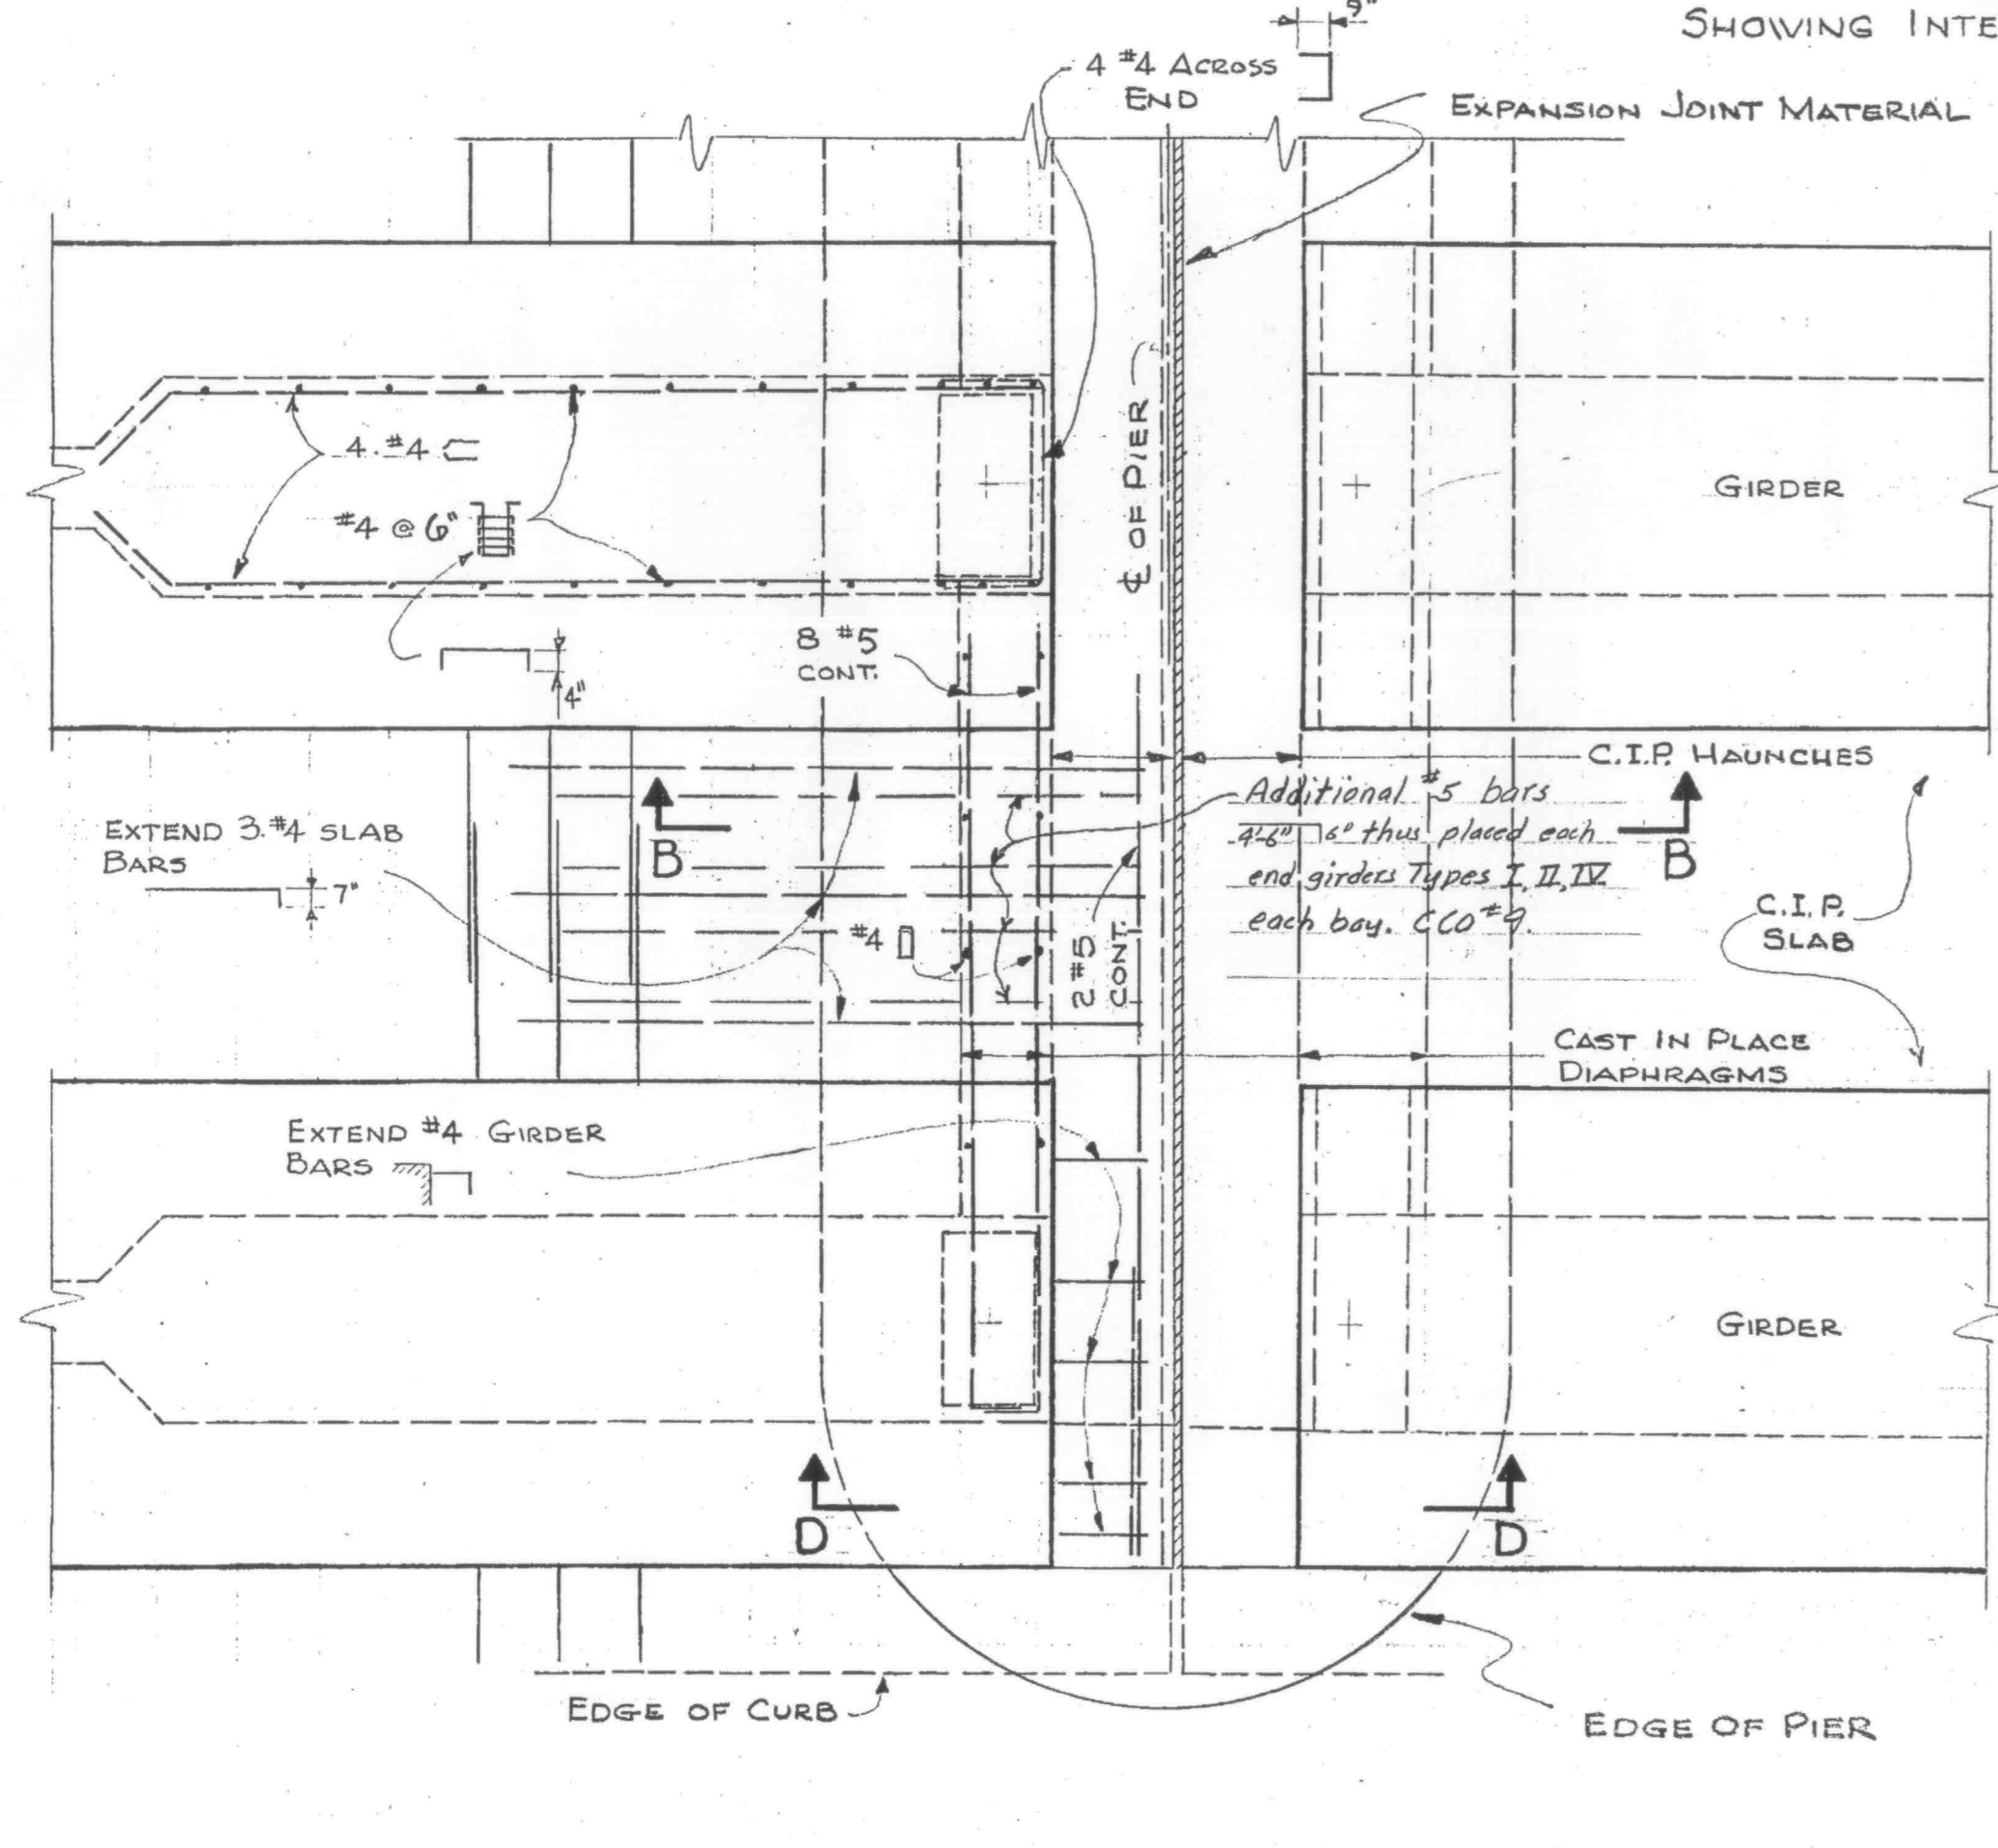 9"
SHOWING INTE
4 #4 ACROSS
END
EXPANSION JOINT MATERIAL
℄ OF PIER
4-#4
GIRDER
#4 @ 6"
8 #5
CONT.
4"
C.I.P. HAUNCHES
Additional #5 bars
4'-6" 6" thus placed each
end girders Types I, II, IV
each bay. CCO #9.
B
B
EXTEND 3-#4 SLAB
BARS
7"
#4
2 #5
CONT.
C.I.P.
SLAB
CAST IN PLACE
DIAPHRAGMS
EXTEND #4 GIRDER
BARS
GIRDER
D
D
EDGE OF CURB
EDGE OF PIER